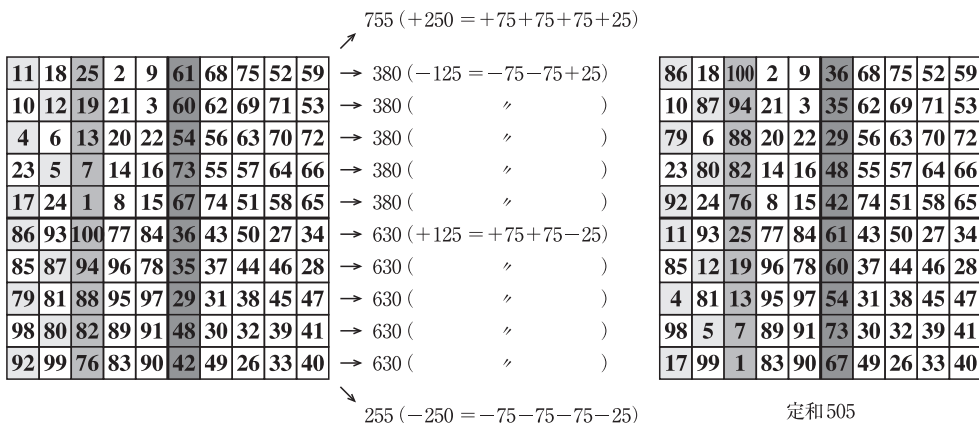 755 (+250 = +75+75+75+25)
11 18 25 2 9 61 68 75 52 59 → 380 (−125 = −75−75+25) 86 18 100 2 9 36 68 75 52 59
10 12 19 21 3 60 62 69 71 53 → 380 ( 〃 ) 10 87 94 21 3 35 62 69 71 53
4 6 13 20 22 54 56 63 70 72 → 380 ( 〃 ) 79 6 88 20 22 29 56 63 70 72
23 5 7 14 16 73 55 57 64 66 → 380 ( 〃 ) 23 80 82 14 16 48 55 57 64 66
17 24 1 8 15 67 74 51 58 65 → 380 ( 〃 ) 92 24 76 8 15 42 74 51 58 65
86 93 100 77 84 36 43 50 27 34 → 630 (+125 = +75+75−25) 11 93 25 77 84 61 43 50 27 34
85 87 94 96 78 35 37 44 46 28 → 630 ( 〃 ) 85 12 19 96 78 60 37 44 46 28
79 81 88 95 97 29 31 38 45 47 → 630 ( 〃 ) 4 81 13 95 97 54 31 38 45 47
98 80 82 89 91 48 30 32 39 41 → 630 ( 〃 ) 98 5 7 89 91 73 30 32 39 41
92 99 76 83 90 42 49 26 33 40 → 630 ( 〃 ) 17 99 1 83 90 67 49 26 33 40
255 (−250 = −75−75−75−25)
定和505